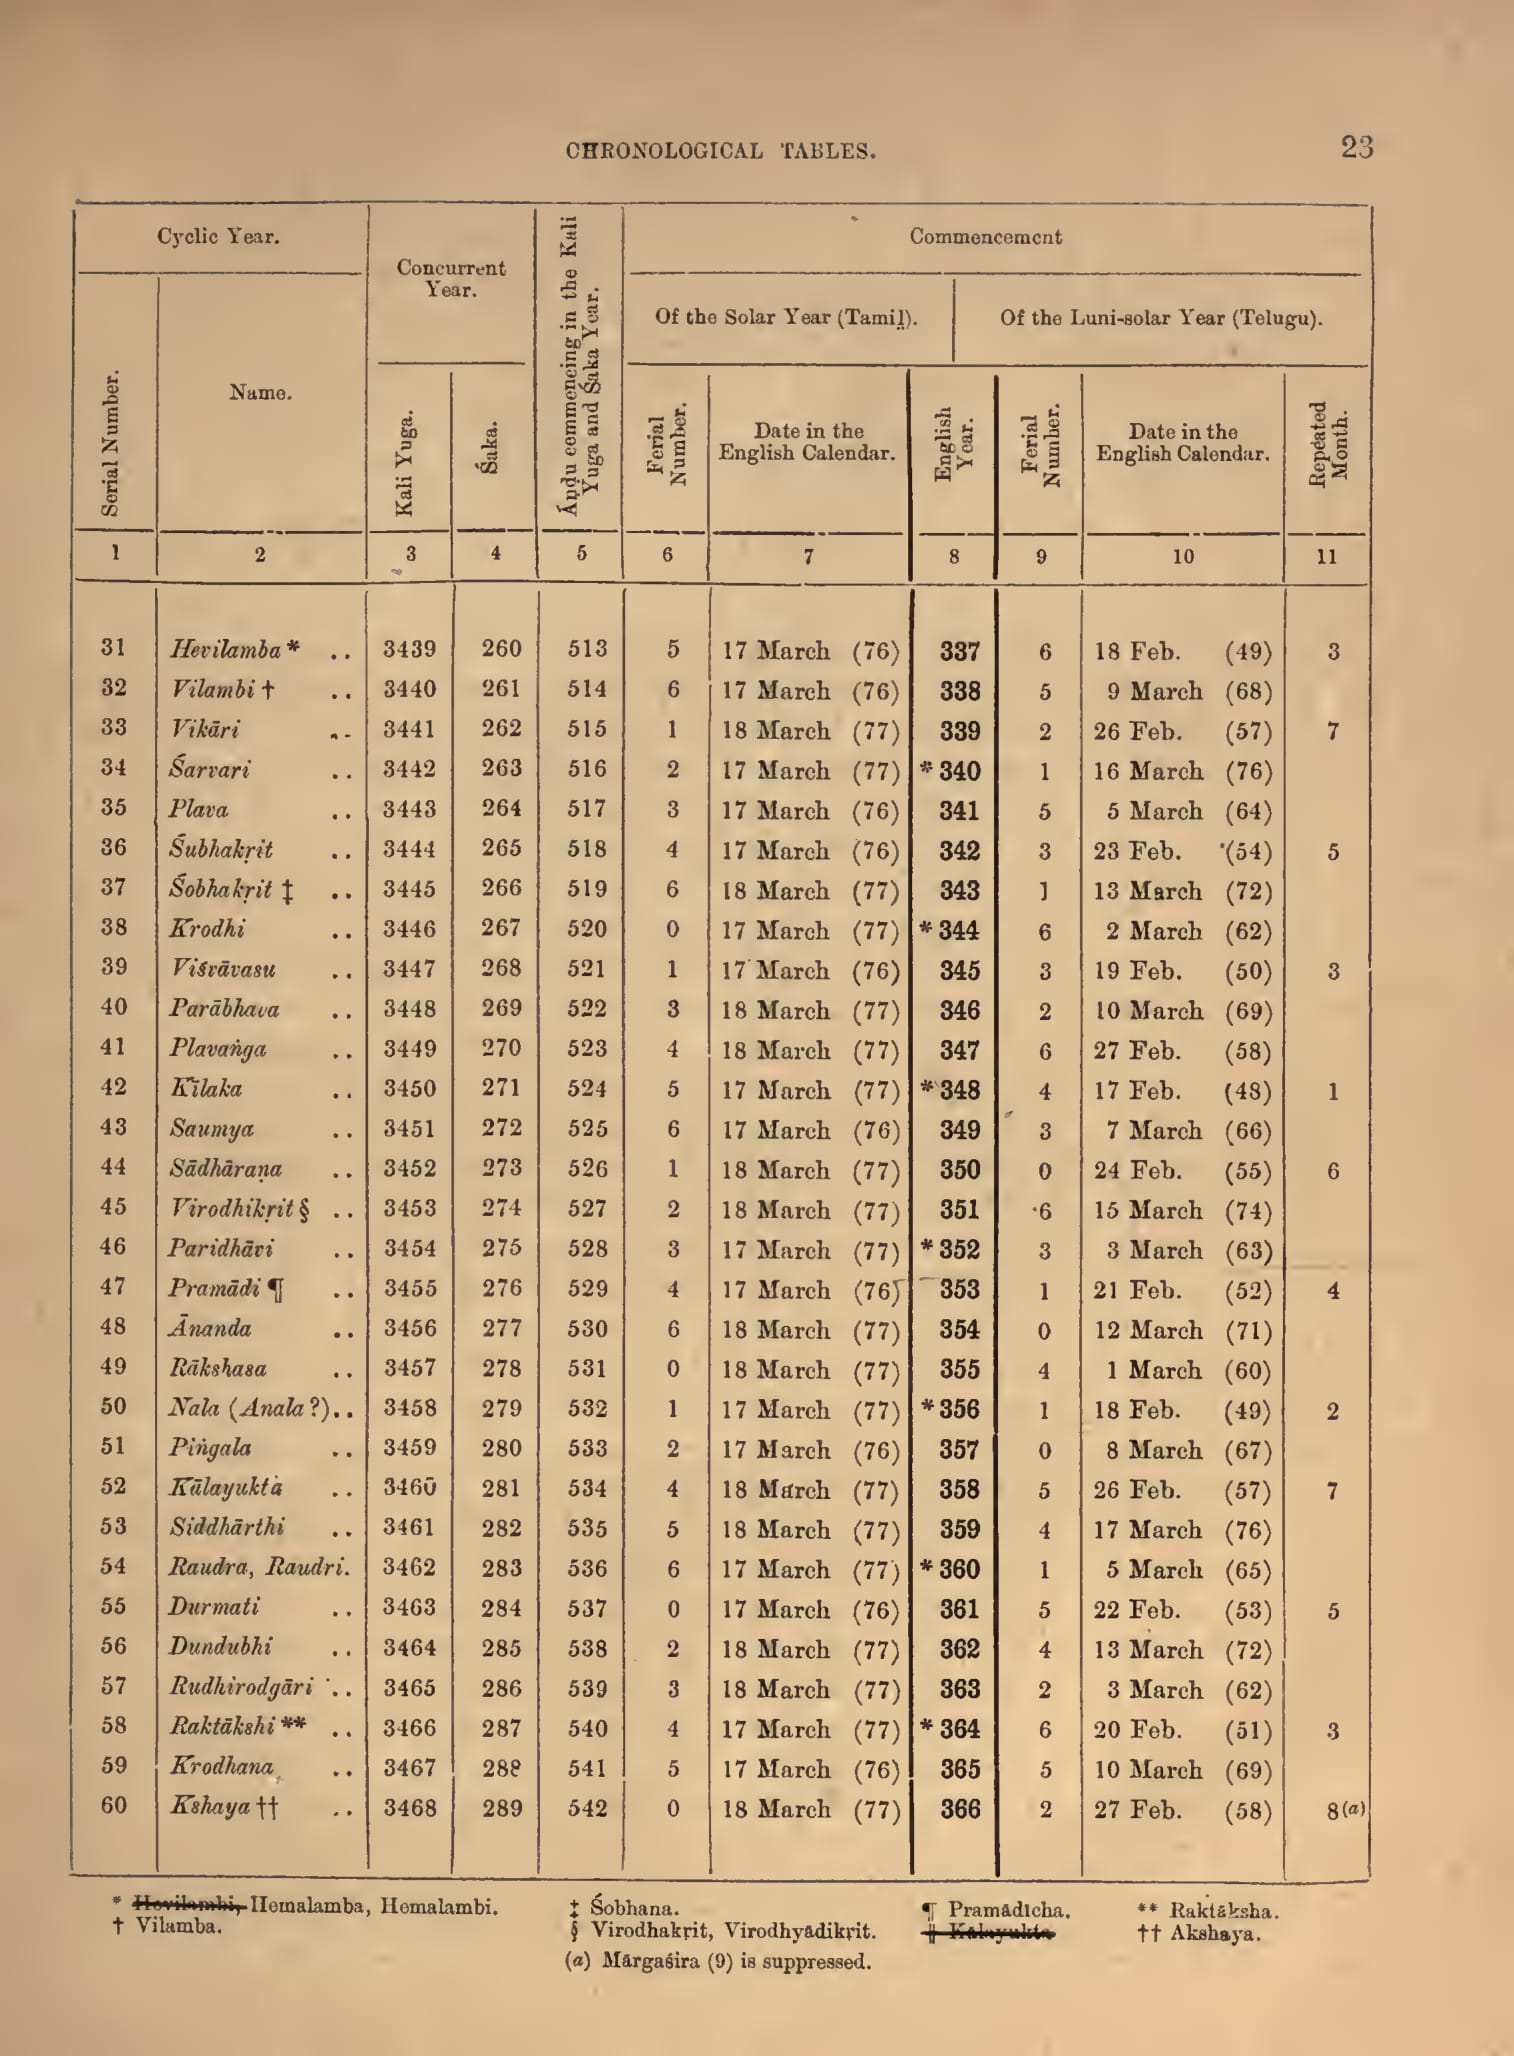 CHRONOLOGICAL TABLES.
23
Cyclic Year.
Concurrent
Year.
Áṇḍu commencing in the Kali
Yuga and Śaka Year.
Commencement
Of the Solar Year (Tamiḻ).
Of the Luni-solar Year (Telugu).
Serial Number.
Name.
Kali Yuga.
Śaka.
Ferial
Number.
Date in the
English Calendar.
English
Year.
Ferial
Number.
Date in the
English Calendar.
Repeated
Month.
1 2 3 4 5 6 7 8 9 10 11
31 Hevilamba * .. 3439 260 513 5 17 March (76) 337 6 18 Feb. (49) 3
32 Vilambi † .. 3440 261 514 6 17 March (76) 338 5 9 March (68)
33 Vikāri .. 3441 262 515 1 18 March (77) 339 2 26 Feb. (57) 7
34 Śarvari .. 3442 263 516 2 17 March (77) *340 1 16 March (76)
35 Plava .. 3443 264 517 3 17 March (76) 341 5 5 March (64)
36 Śubhakṛit .. 3444 265 518 4 17 March (76) 342 3 23 Feb. (54) 5
37 Śobhakṛit ‡ .. 3445 266 519 6 18 March (77) 343 1 13 March (72)
38 Krodhi .. 3446 267 520 0 17 March (77) *344 6 2 March (62)
39 Viśvāvasu .. 3447 268 521 1 17 March (76) 345 3 19 Feb. (50) 3
40 Parābhava .. 3448 269 522 3 18 March (77) 346 2 10 March (69)
41 Plavaṅga .. 3449 270 523 4 18 March (77) 347 6 27 Feb. (58)
42 Kīlaka .. 3450 271 524 5 17 March (77) *348 4 17 Feb. (48) 1
43 Saumya .. 3451 272 525 6 17 March (76) 349 3 7 March (66)
44 Sādhāraṇa .. 3452 273 526 1 18 March (77) 350 0 24 Feb. (55) 6
45 Virodhikṛit § .. 3453 274 527 2 18 March (77) 351 6 15 March (74)
46 Paridhāvi .. 3454 275 528 3 17 March (77) *352 3 3 March (63)
47 Pramādi ¶ .. 3455 276 529 4 17 March (76) 353 1 21 Feb. (52) 4
48 Ānanda .. 3456 277 530 6 18 March (77) 354 0 12 March (71)
49 Rākshasa .. 3457 278 531 0 18 March (77) 355 4 1 March (60)
50 Nala (Anala ?).. 3458 279 532 1 17 March (77) *356 1 18 Feb. (49) 2
51 Piṅgala .. 3459 280 533 2 17 March (76) 357 0 8 March (67)
52 Kālayukta .. 3460 281 534 4 18 March (77) 358 5 26 Feb. (57) 7
53 Siddhārthi .. 3461 282 535 5 18 March (77) 359 4 17 March (76)
54 Raudra, Raudri. 3462 283 536 6 17 March (77) *360 1 5 March (65)
55 Durmati .. 3463 284 537 0 17 March (76) 361 5 22 Feb. (53) 5
56 Dundubhi .. 3464 285 538 2 18 March (77) 362 4 13 March (72)
57 Rudhirodgāri .. 3465 286 539 3 18 March (77) 363 2 3 March (62)
58 Raktākshi ** .. 3466 287 540 4 17 March (77) *364 6 20 Feb. (51) 3
59 Krodhana .. 3467 288 541 5 17 March (76) 365 5 10 March (69)
60 Kshaya †† .. 3468 289 542 0 18 March (77) 366 2 27 Feb. (58) 8(a)
* Hevilambi, Hemalamba, Hemalambi.
† Vilamba.
‡ Śobhana.
§ Virodhakṛit, Virodhyādikṛit.
¶ Pramādicha.
‖ Kālayukta
** Raktāksha.
†† Akshaya.
(a) Mārgaśira (9) is suppressed.